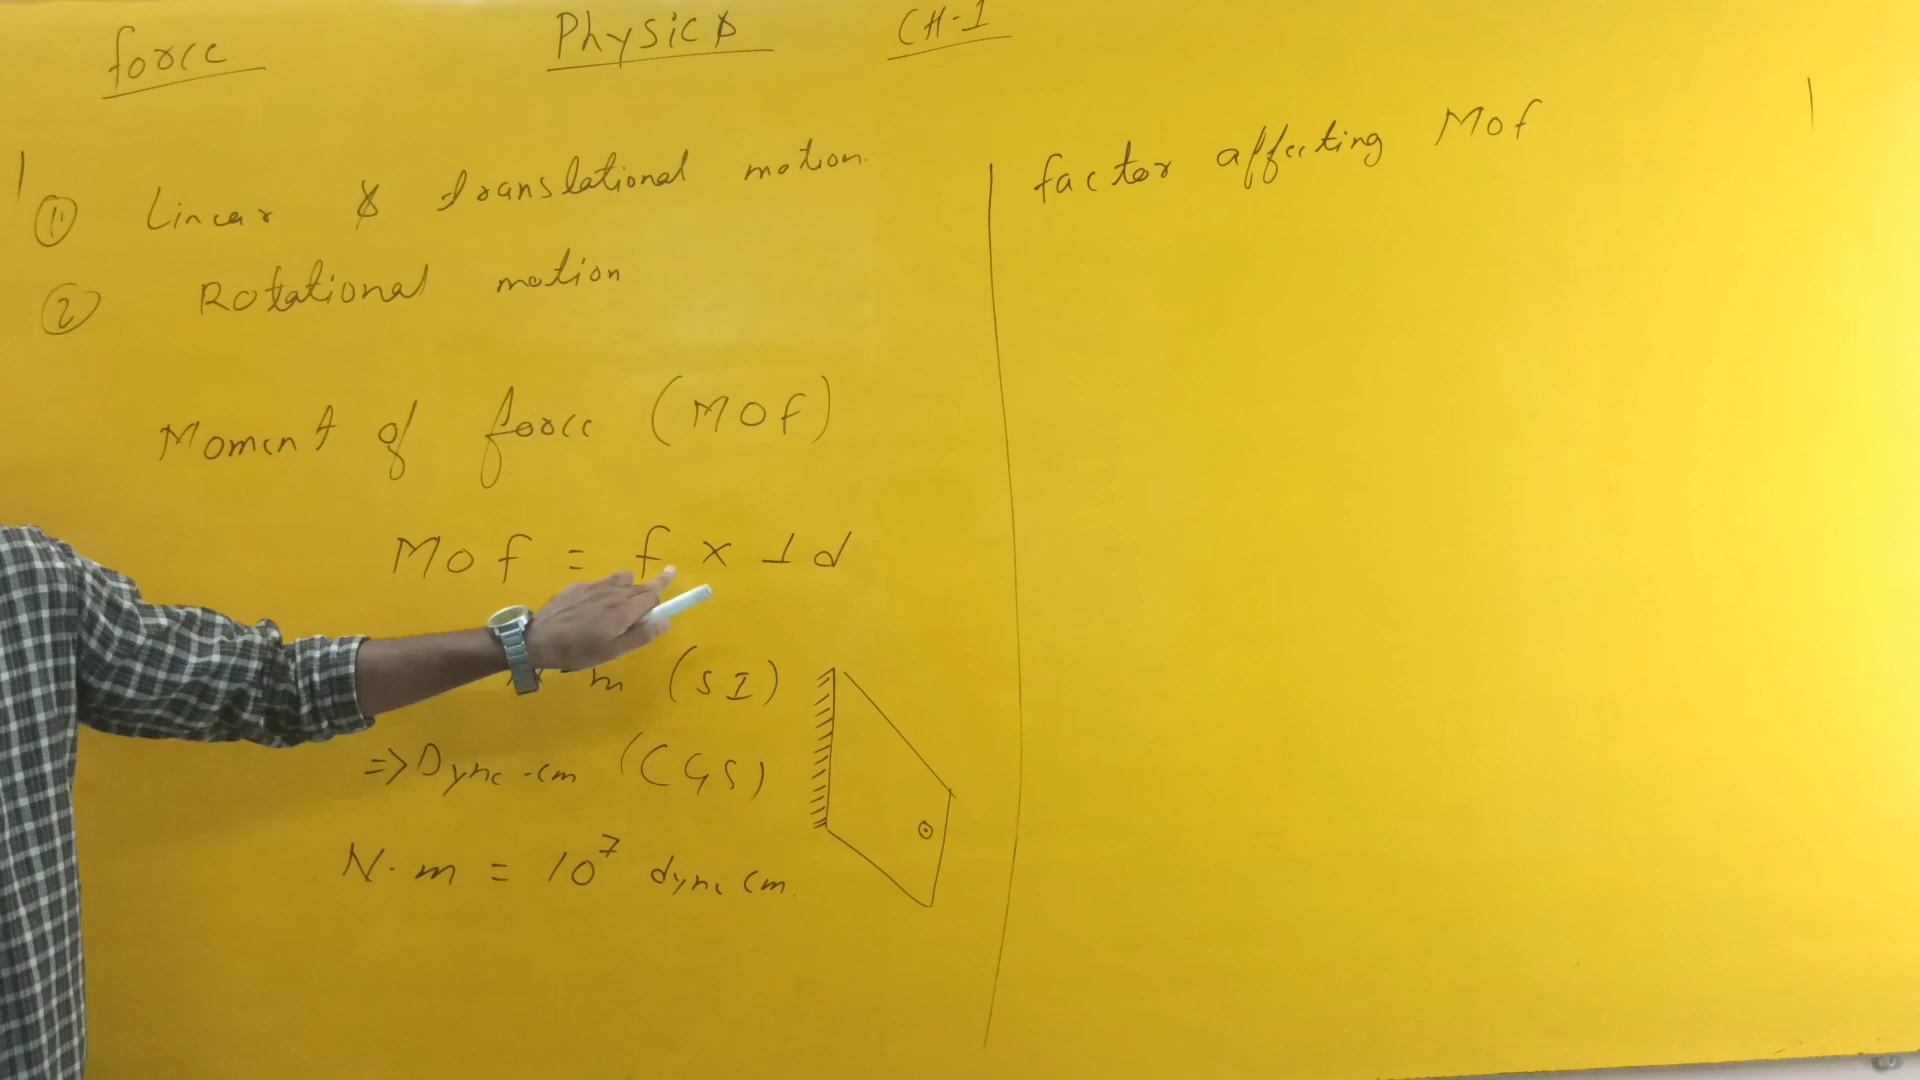 force Physics CH-I
① Linear & translational motion.
② Rotational motion
Moment of force (MOf)
Mof = f × ⊥ d
m (SI)
=> Dyne-cm (CGS)
N.m = 10⁷ dyne cm.
factor affecting Mof